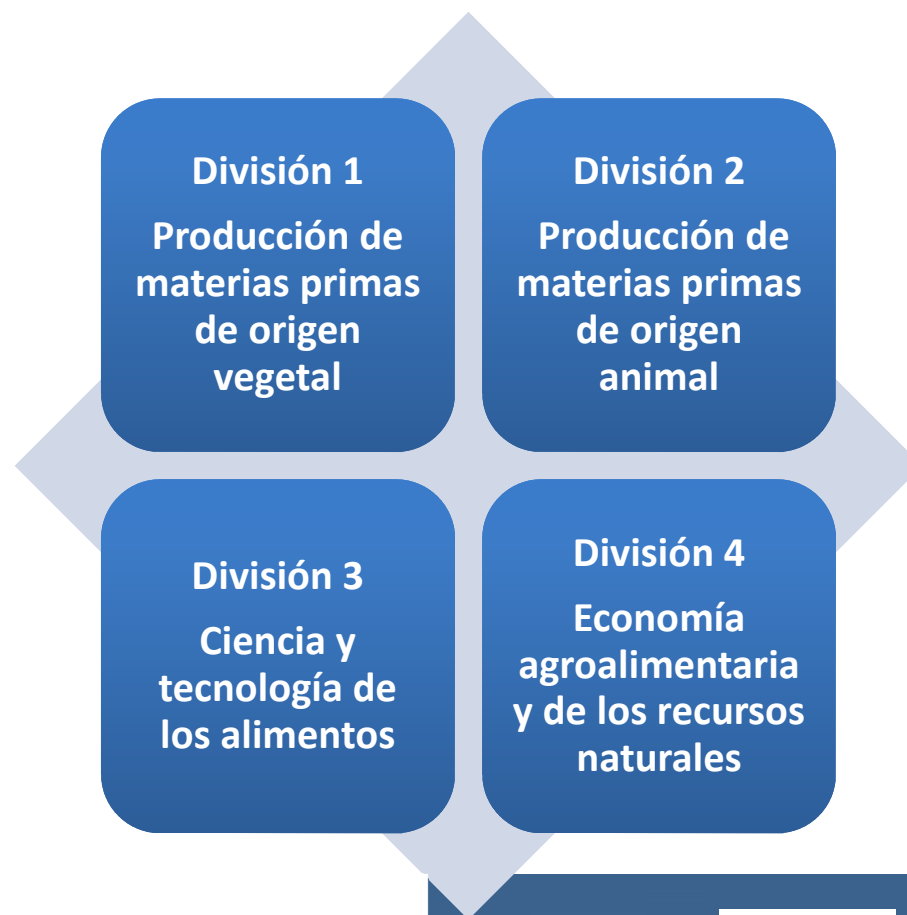 División 1
Producción de
materias primas
de origen
vegetal
División 2
Producción de
materias primas
de origen
animal
División 3
Ciencia y
tecnología de
los alimentos
División 4
Economía
agroalimentaria
y de los recursos
naturales